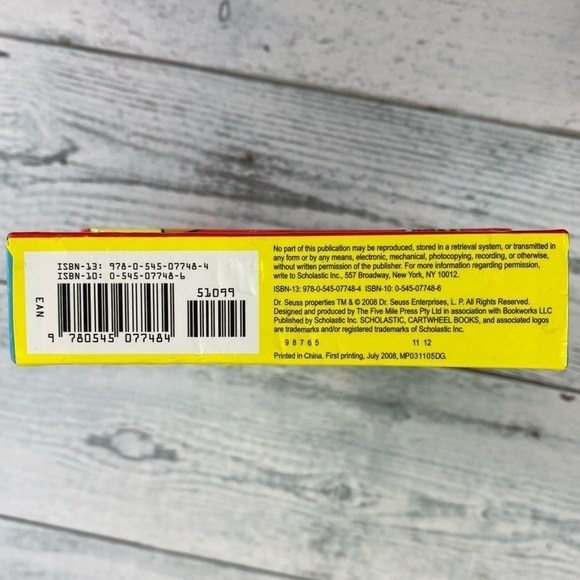 ISBN-13: 978-0-545-07748-4
ISBN-10: 0-545-07748-6
51099
EAN
9 780545 077484
No part of this publication may be reproduced, stored in a retrieval system, or transmitted in
any form or by any means, electronic, mechanical, photocopying, recording, or otherwise,
without written permission of the publisher. For more information regarding permission,
write to Scholastic Inc., 557 Broadway, New York, NY 10012.
ISBN-13: 978-0-545-07748-4 ISBN-10: 0-545-07748-6
Dr. Seuss properties TM & © 2008 Dr. Seuss Enterprises, L. P. All Rights Reserved.
Designed and produced by The Five Mile Press Pty Ltd in association with Bookworks LLC
Published by Scholastic Inc. SCHOLASTIC, CARTWHEEL BOOKS, and associated logos
are trademarks and/or registered trademarks of Scholastic Inc.
9 8 7 6 5 11 12
Printed in China. First printing, July 2008, MP031105DG.